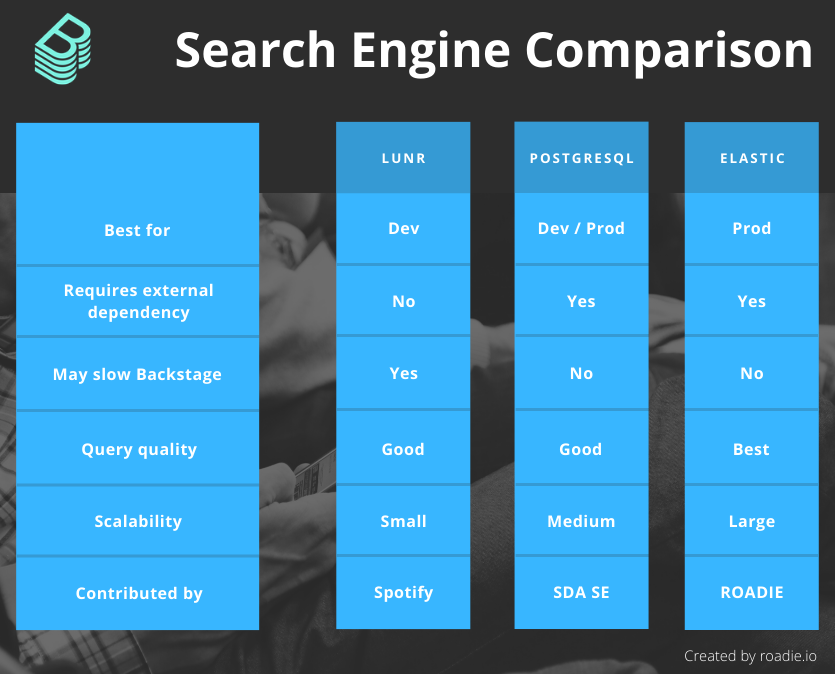 Search Engine Comparison
LUNR POSTGRESQL ELASTIC
Best for Dev Dev / Prod Prod
Requires external
dependency No Yes Yes
May slow Backstage Yes No No
Query quality Good Good Best
Scalability Small Medium Large
Contributed by Spotify SDA SE ROADIE
Created by roadie.io